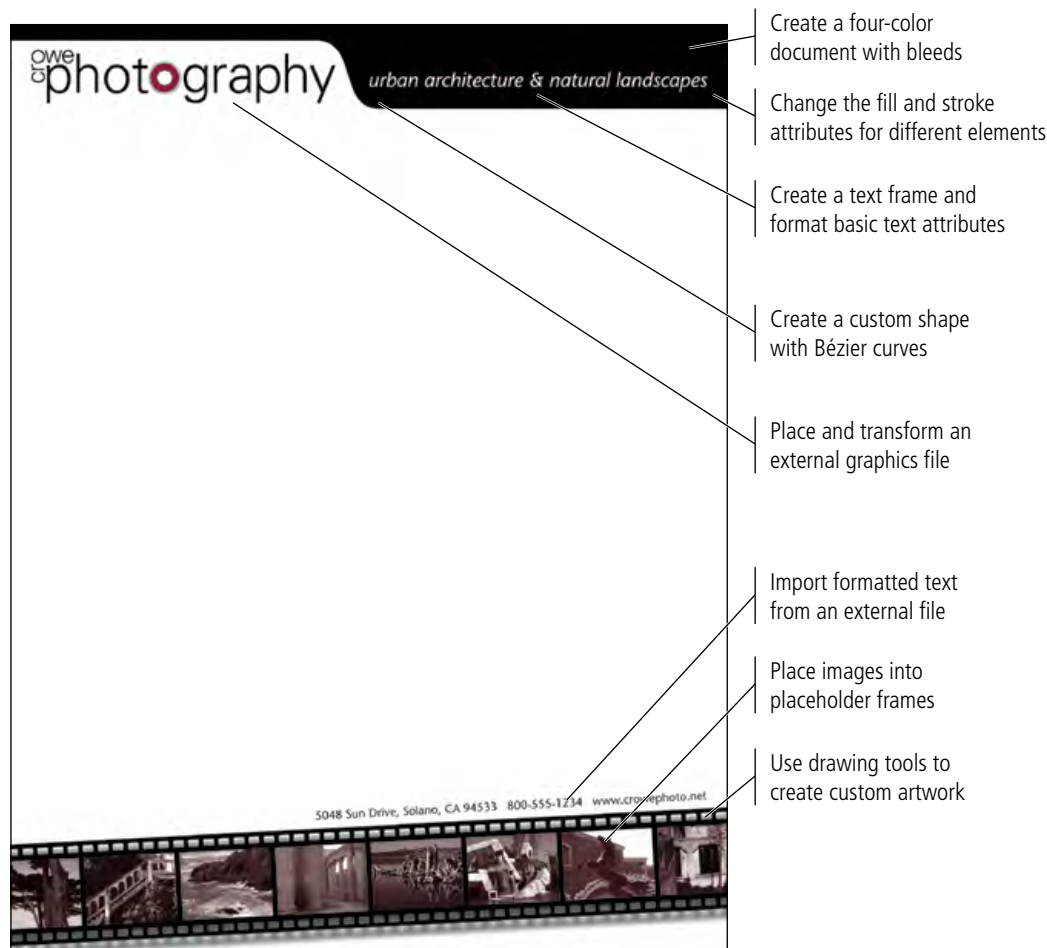 crowe
photography
urban architecture & natural landscapes
Create a four-color
document with bleeds
Change the fill and stroke
attributes for different elements
Create a text frame and
format basic text attributes
Create a custom shape
with Bézier curves
Place and transform an
external graphics file
Import formatted text
from an external file
Place images into
placeholder frames
Use drawing tools to
create custom artwork
5048 Sun Drive, Solano, CA 94533 800-555-1234 www.crowephoto.net